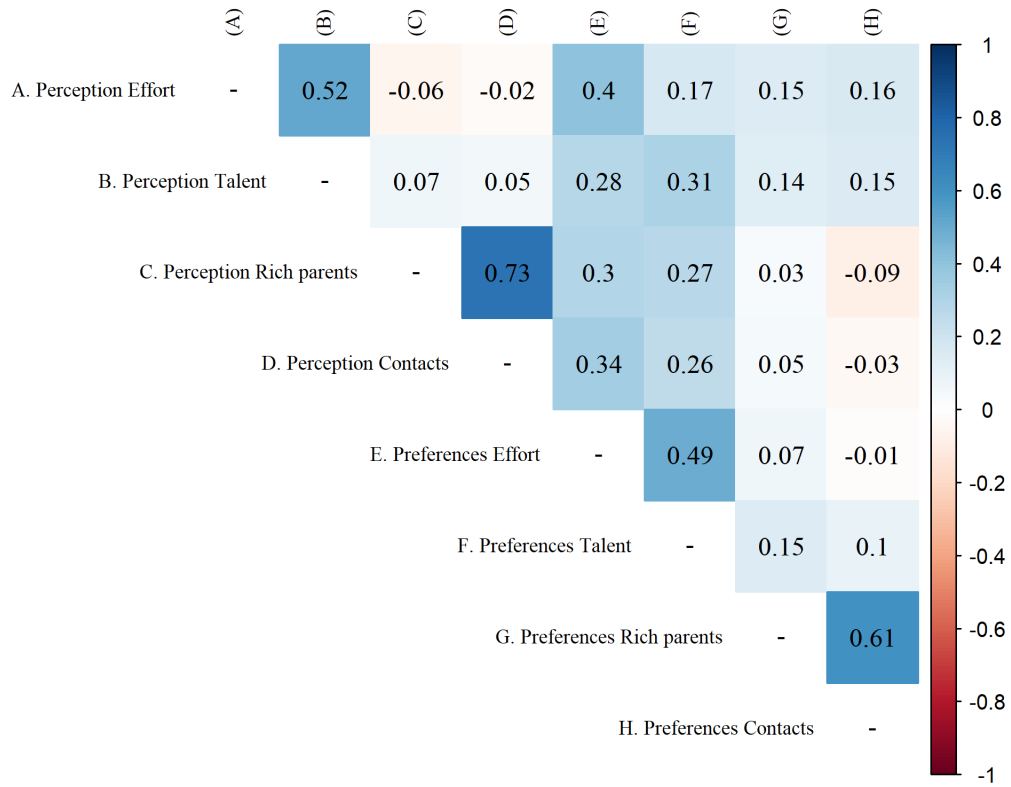 (A) (B) (C) (D) (E) (F) (G) (H)
A. Perception Effort - 0.52 -0.06 -0.02 0.4 0.17 0.15 0.16
B. Perception Talent - 0.07 0.05 0.28 0.31 0.14 0.15
C. Perception Rich parents - 0.73 0.3 0.27 0.03 -0.09
D. Perception Contacts - 0.34 0.26 0.05 -0.03
E. Preferences Effort - 0.49 0.07 -0.01
F. Preferences Talent - 0.15 0.1
G. Preferences Rich parents - 0.61
H. Preferences Contacts -
1
0.8
0.6
0.4
0.2
0
-0.2
-0.4
-0.6
-0.8
-1